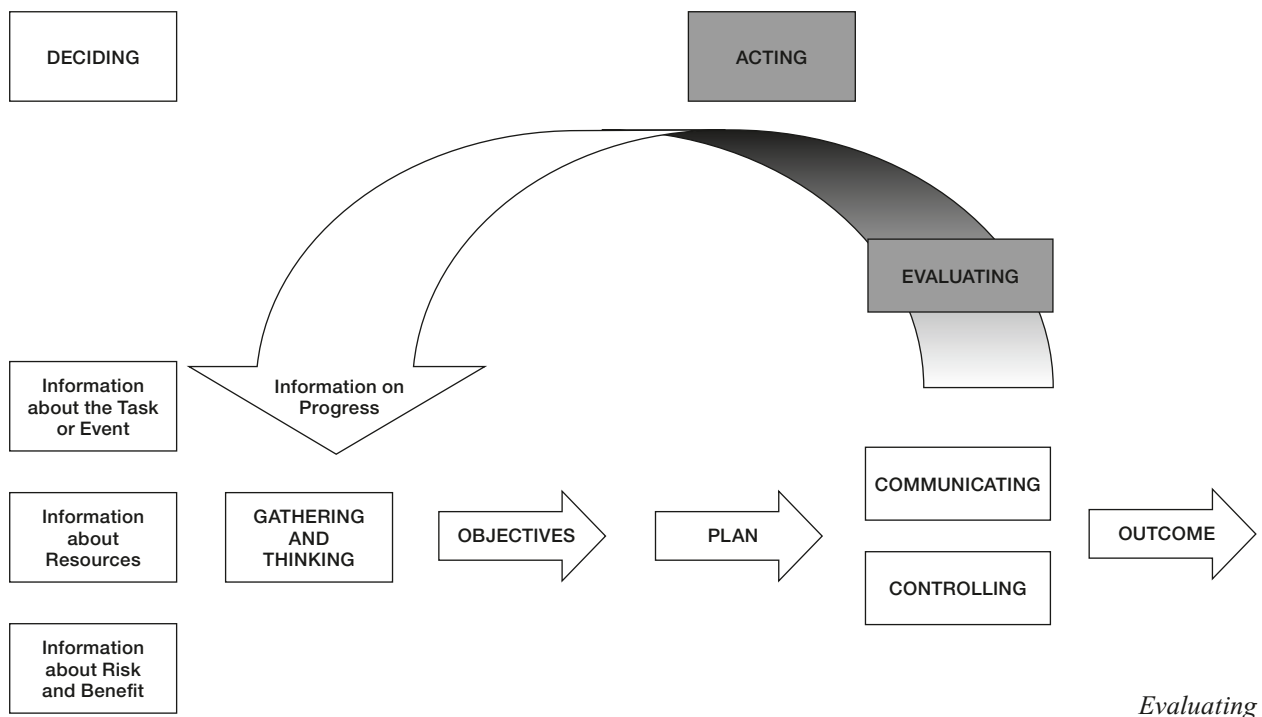 DECIDING
ACTING
EVALUATING
Information
about the Task
or Event
Information on
Progress
COMMUNICATING
Information
about
Resources
GATHERING
AND
THINKING
OBJECTIVES
PLAN
OUTCOME
CONTROLLING
Information
about Risk
and Benefit
Evaluating